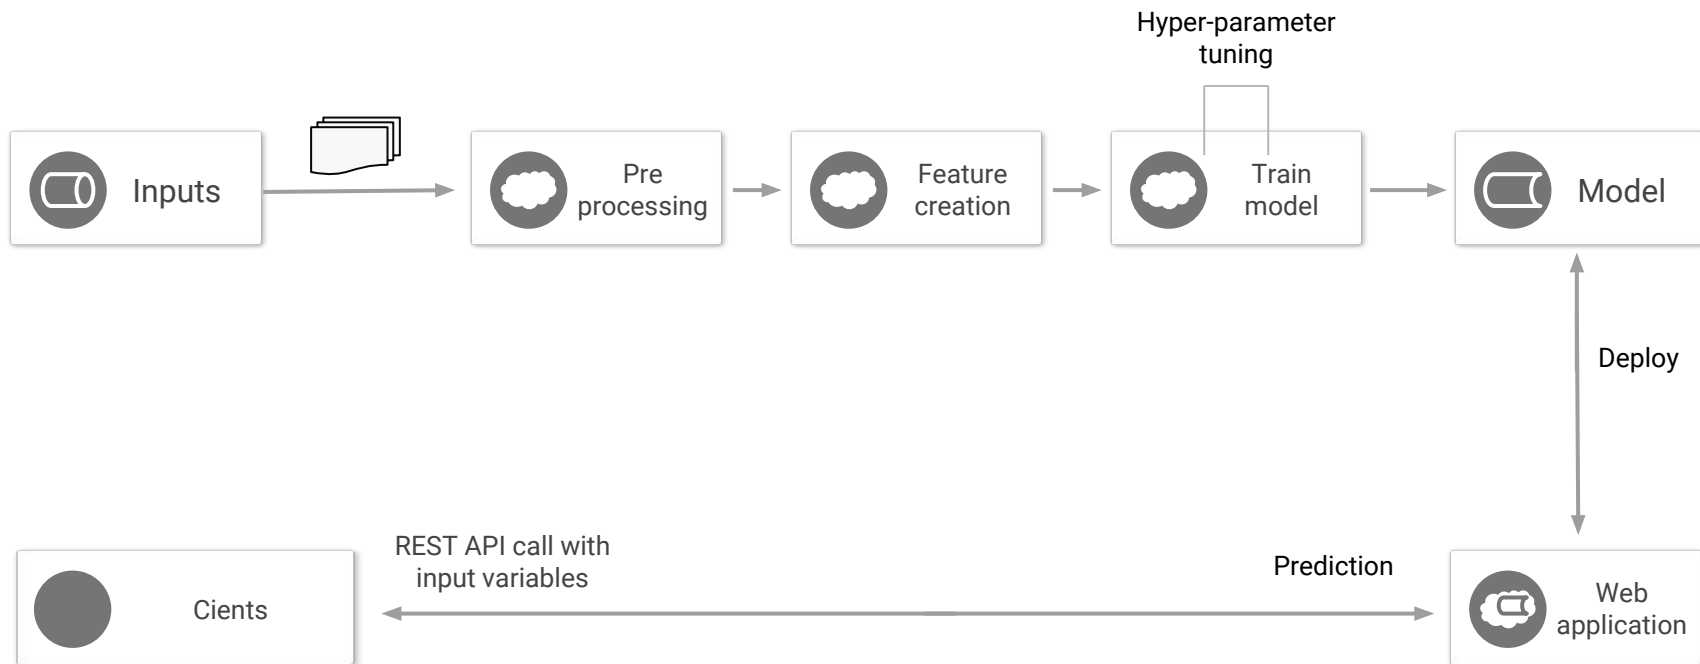 Hyper-parameter
tuning
Inputs
Pre
processing
Feature
creation
Train
model
Model
Deploy
REST API call with
input variables
Prediction
Cients
Web
application